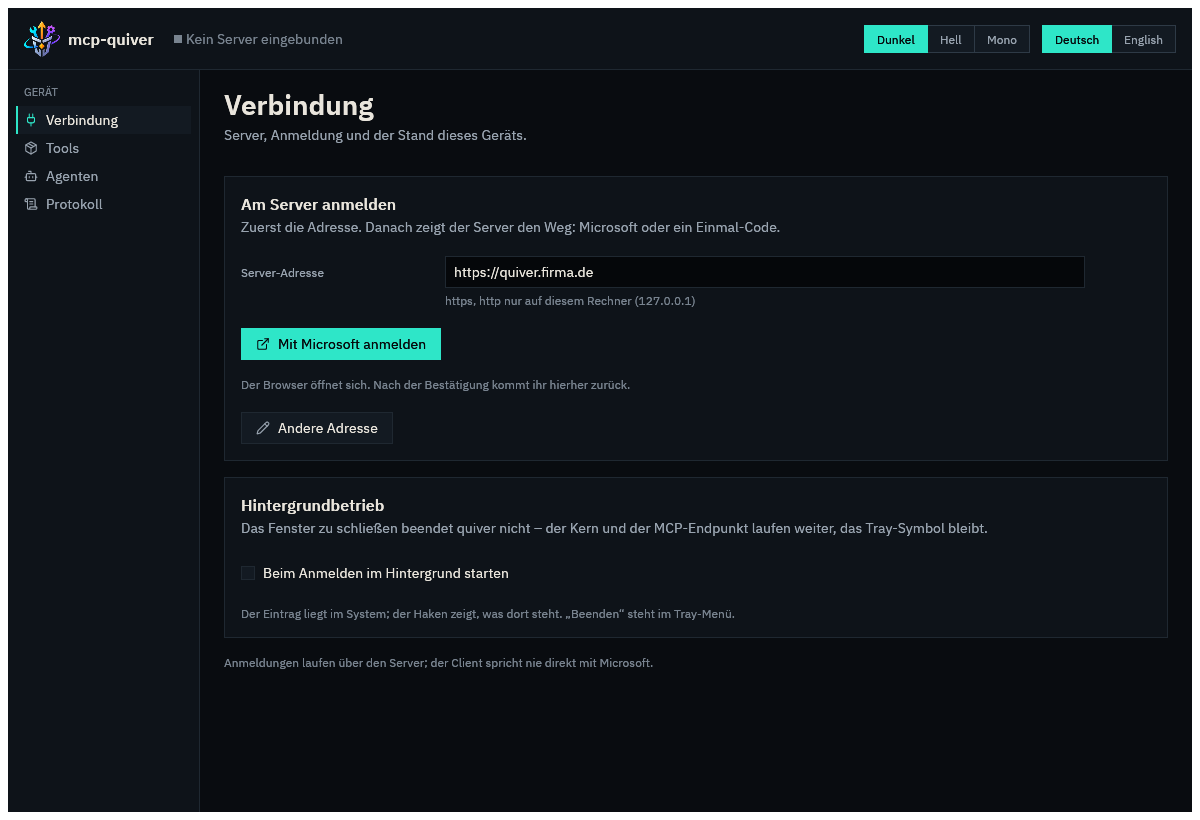 mcp-quiver
Kein Server eingebunden
Dunkel
Hell
Mono
Deutsch
English
GERÄT
Verbindung
Tools
Agenten
Protokoll
Verbindung
Server, Anmeldung und der Stand dieses Geräts.
Am Server anmelden
Zuerst die Adresse. Danach zeigt der Server den Weg: Microsoft oder ein Einmal-Code.
Server-Adresse
https://quiver.firma.de
https, http nur auf diesem Rechner (127.0.0.1)
Mit Microsoft anmelden
Der Browser öffnet sich. Nach der Bestätigung kommt ihr hierher zurück.
Andere Adresse
Hintergrundbetrieb
Das Fenster zu schließen beendet quiver nicht – der Kern und der MCP-Endpunkt laufen weiter, das Tray-Symbol bleibt.
Beim Anmelden im Hintergrund starten
Der Eintrag liegt im System; der Haken zeigt, was dort steht. „Beenden“ steht im Tray-Menü.
Anmeldungen laufen über den Server; der Client spricht nie direkt mit Microsoft.